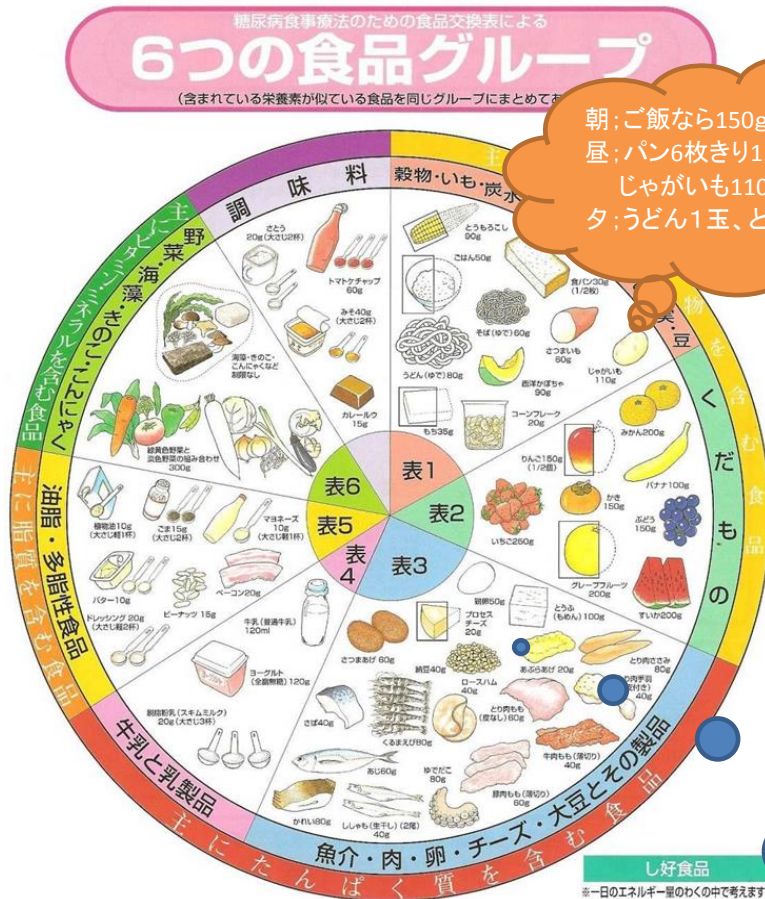 糖尿病食事療法のための食品交換表による
6つの食品グループ
(含まれている栄養素が似ている食品を同じグループにまとめてあ
朝;ご飯なら150g
昼;パン6枚きり1
じゃがいも110
夕;うどん1玉、と
主
物を含む食品
穀物・いも・炭水
実・豆
とうもろこし
90g
ごはん50g
食パン30g
(1/2枚)
そば(ゆで)60g
さつまいも
60g
うどん(ゆで)80g
西洋かぼちゃ
90g
じゃがいも
110g
もち35g
コーンフレーク
20g
表1
くだもの
みかん200g
りんご150g
(1/2個)
バナナ100g
かき
150g
ぶどう
150g
いちご250g
グレープフルーツ
200g
すいか200g
表2
鶏卵50g
プロセス
チーズ
20g
とうふ
(もめん)100g
さつまあげ 60g
納豆40g
あぶらあげ 20g
とり肉ささみ
80g
ロースハム
40g
肉手羽
皮付き)
40g
さば40g
くるまえび80g
とり肉もも
(皮なし)60g
牛肉もも(薄切り)
40g
あじ60g
ゆでだこ
80g
豚肉もも(薄切り)
60g
かれい80g
ししゃも(生干し)(2尾)
40g
表3
魚介・肉・卵・チーズ・大豆とその製品
主にたんぱく質を含む食品
牛乳(普通牛乳)
120ml
ヨーグルト
(全脂無糖)120g
脱脂粉乳(スキムミルク)
20g(大さじ3杯)
表4
牛乳と乳製品
植物油10g
(大さじ軽1杯)
ごま15g
(大さじ2杯)
マヨネーズ
10g
(大さじ軽1杯)
バター10g
ピーナッツ 15g
ベーコン20g
ドレッシング 20g
(大さじ軽2杯)
表5
油脂・多脂性食品
主に脂質を含む食品
海藻・きのこ・
こんにゃくなど
制限なし
緑黄色野菜と
淡色野菜の組み合わせ
300g
表6
野菜・海藻・きのこ・こんにゃく
主にビタミン・ミネラルを含む食品
調味料
さとう
20g(大さじ2杯)
トマトケチャップ
60g
みそ40g
(大さじ2杯)
カレールウ
15g
し好食品
※一日のエネルギー量のわくの中で考えます